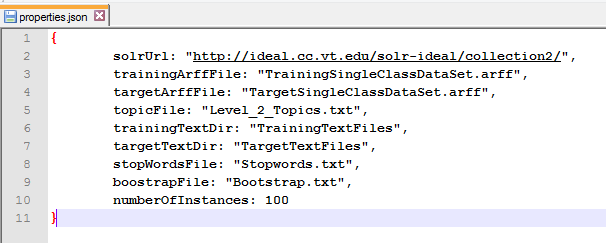 properties.json
1 {
2 solrUrl: "http://ideal.cc.vt.edu/solr-ideal/collection2/",
3 trainingArffFile: "TrainingSingleClassDataSet.arff",
4 targetArffFile: "TargetSingleClassDataSet.arff",
5 topicFile: "Level_2_Topics.txt",
6 trainingTextDir: "TrainingTextFiles",
7 targetTextDir: "TargetTextFiles",
8 stopWordsFile: "Stopwords.txt",
9 boostrapFile: "Bootstrap.txt",
10 numberOfInstances: 100
11 }